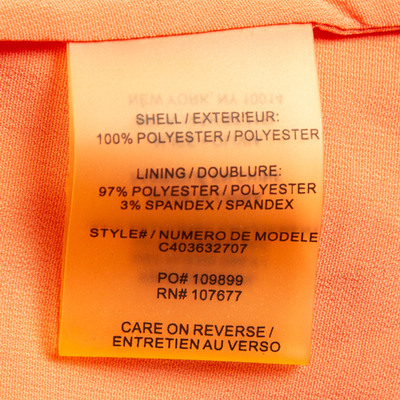 SHELL / EXTERIEUR:
100% POLYESTER / POLYESTER
LINING / DOUBLURE:
97% POLYESTER / POLYESTER
3% SPANDEX / SPANDEX
STYLE# / NUMERO DE MODELE
C403632707
PO# 109899
RN# 107677
CARE ON REVERSE /
ENTRETIEN AU VERSO